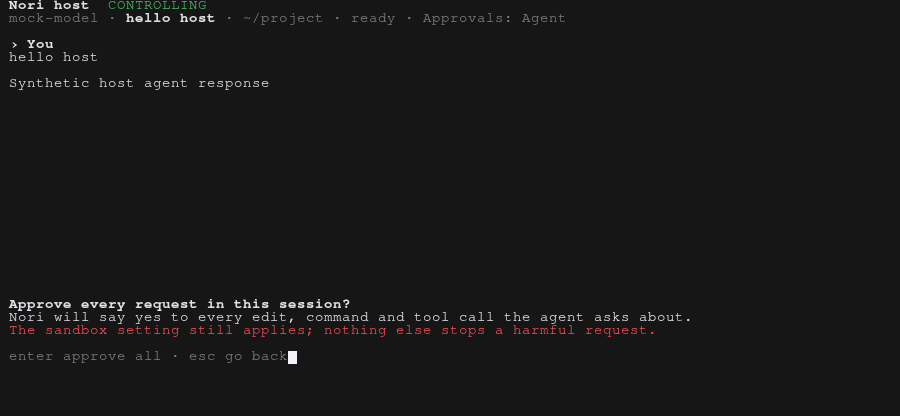 Nori host  CONTROLLING
mock-model · hello host · ~/project · ready · Approvals: Agent
› You
hello host
Synthetic host agent response
Approve every request in this session?
Nori will say yes to every edit, command and tool call the agent asks about.
The sandbox setting still applies; nothing else stops a harmful request.
enter approve all · esc go back